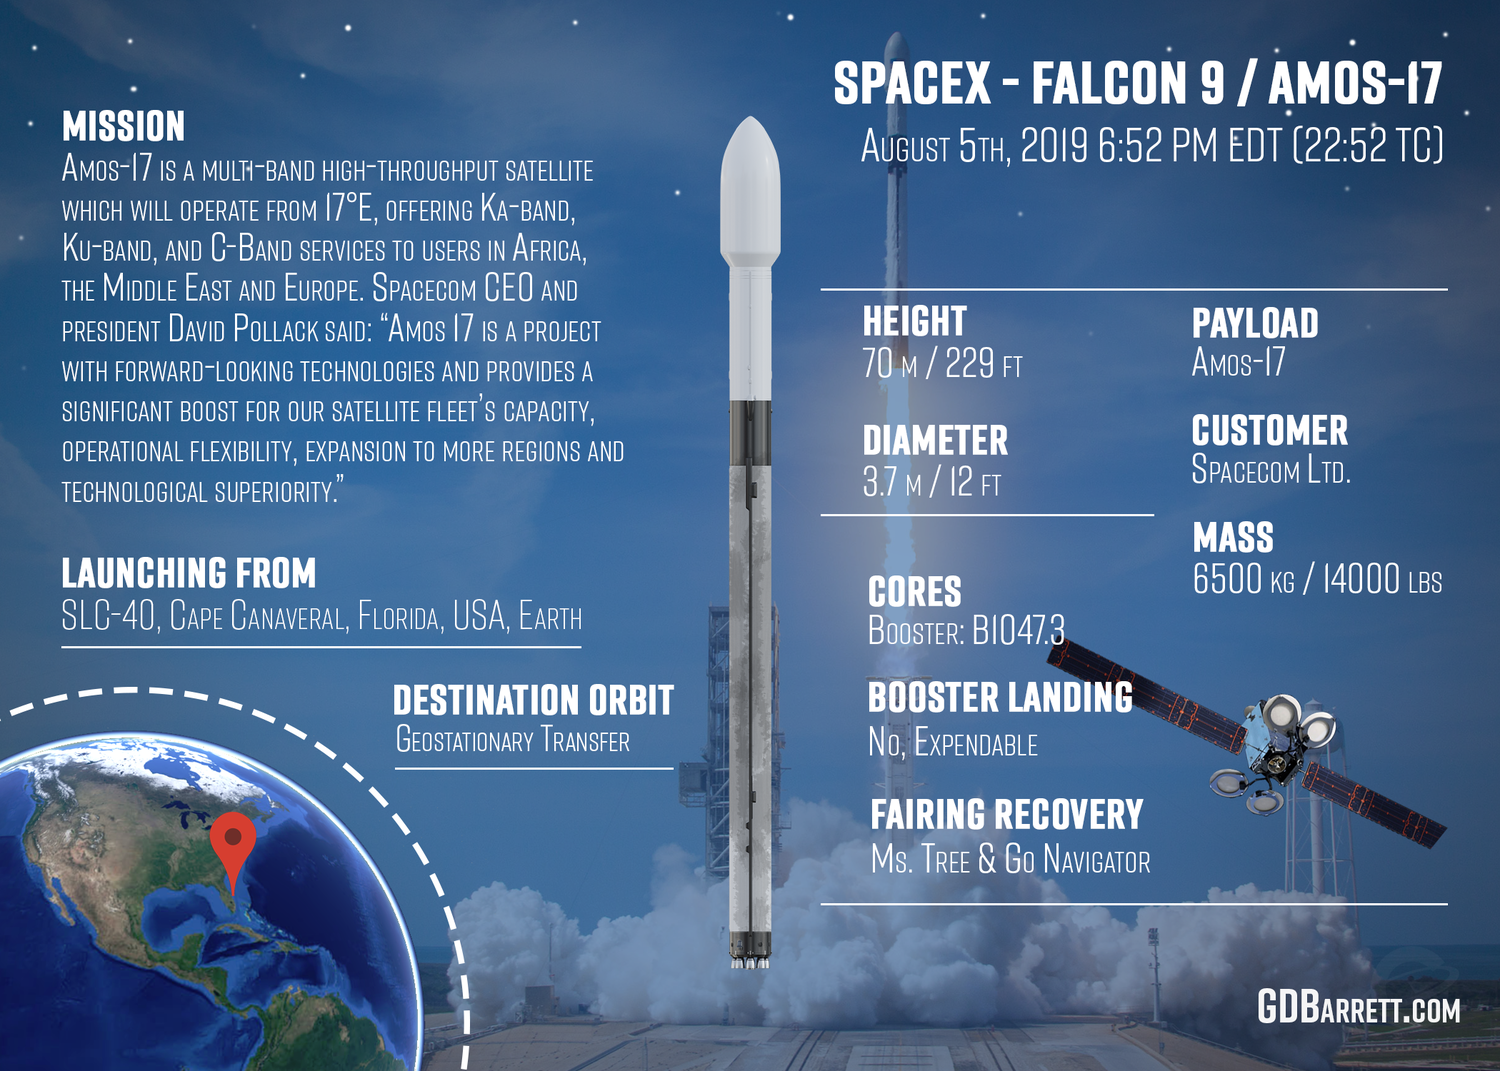 SPACEX - FALCON 9 / AMOS-17
August 5th, 2019 6:52 PM EDT (22:52 TC)
MISSION
Amos-17 is a multi-band high-throughput satellite
which will operate from 17°E, offering Ka-band,
Ku-band, and C-Band services to users in Africa,
the Middle East and Europe. Spacecom CEO and
president David Pollack said: “Amos 17 is a project
with forward-looking technologies and provides a
significant boost for our satellite fleet's capacity,
operational flexibility, expansion to more regions and
technological superiority.”
LAUNCHING FROM
SLC-40, Cape Canaveral, Florida, USA, Earth
DESTINATION ORBIT
Geostationary Transfer
HEIGHT
70 m / 229 ft
DIAMETER
3.7 m / 12 ft
PAYLOAD
Amos-17
CUSTOMER
Spacecom Ltd.
MASS
6500 kg / 14000 lbs
CORES
Booster: B1047.3
BOOSTER LANDING
No, Expendable
FAIRING RECOVERY
Ms. Tree & Go Navigator
GDBarrett.com